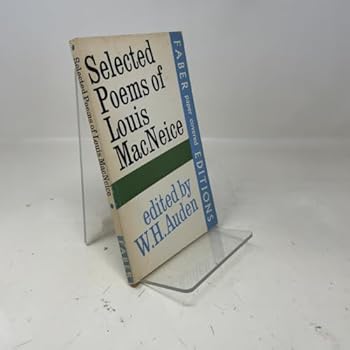 Selected
Poems of
Louis
MacNeice
edited by
W.H. Auden
FABER paper covered EDITIONS
Selected Poems of Louis MacNeice
FABER